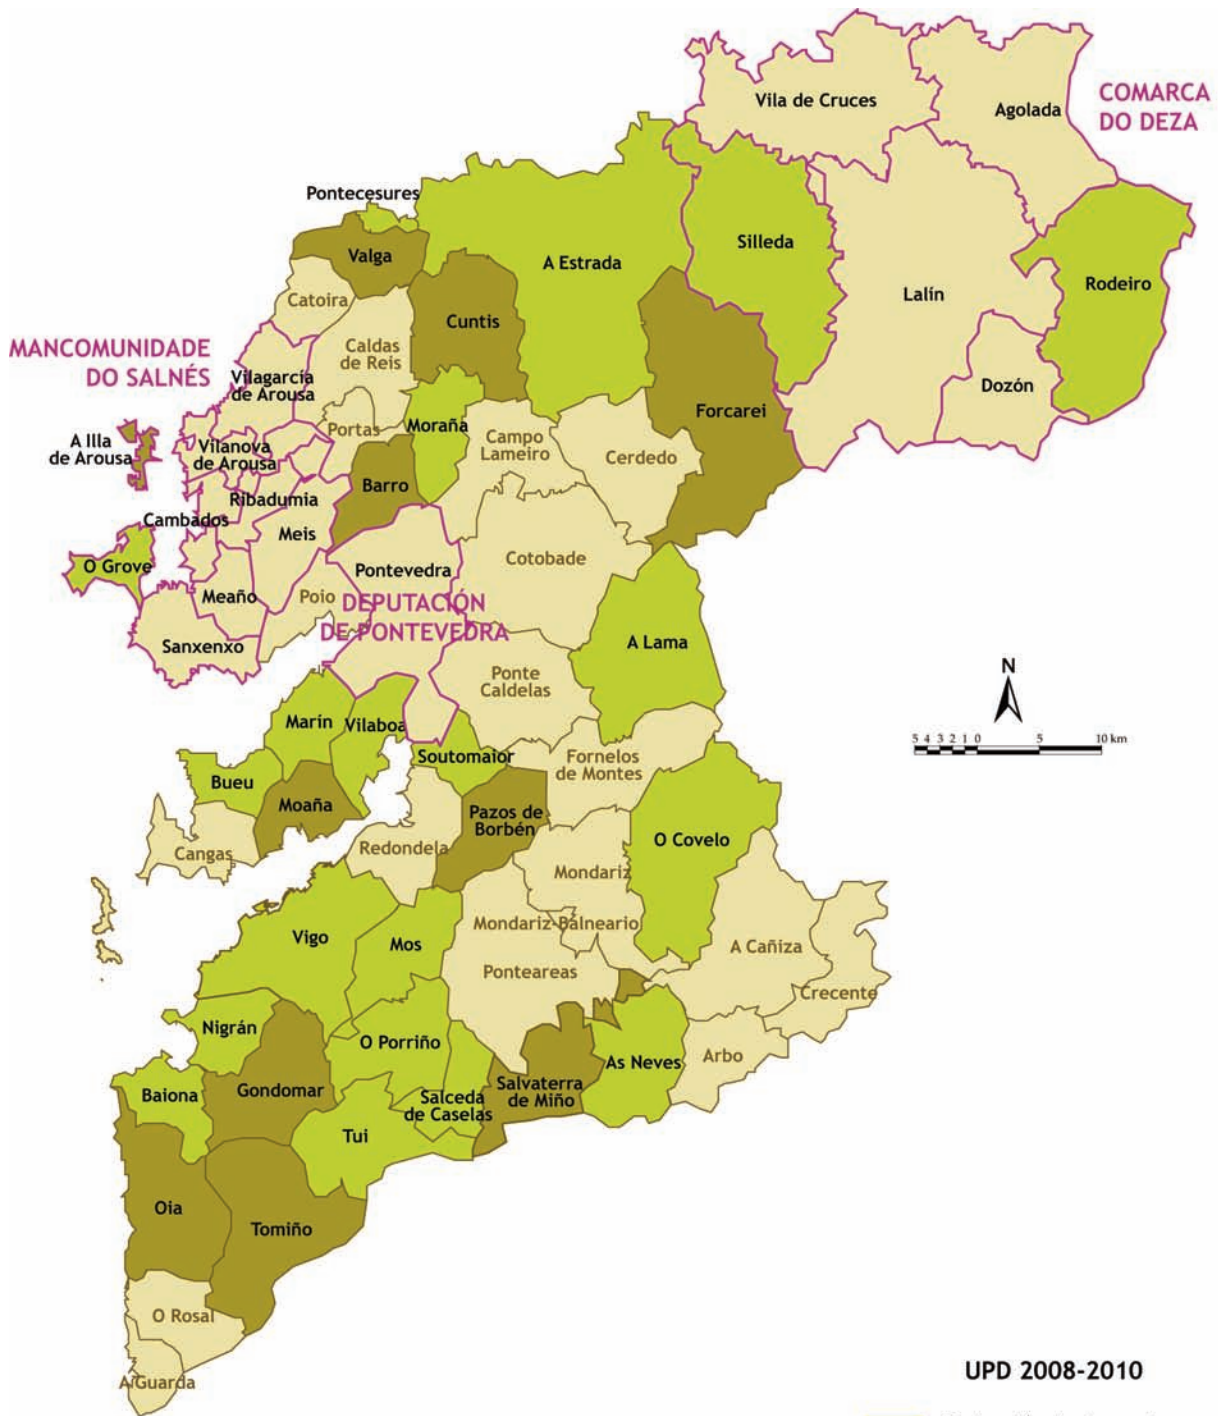 Vila de Cruces
Agolada
COMARCA
DO DEZA
Pontecesures
Silleda
Valga
A Estrada
Rodeiro
Lalín
Catoira
Cuntis
MANCOMUNIDADE
DO SALNÉS
Caldas
de Reis
Vilagarcía
de Arousa
Dozón
Forcarei
Portas
Moraña
A Illa
de Arousa
Vilanova
de Arousa
Campo
Lameiro
Cerdedo
Barro
Ribadumia
Cambados
Meis
Cotobade
O Grove
Pontevedra
Meaño
Poio
DEPUTACIÓN
DE PONTEVEDRA
Sanxenxo
A Lama
N
Ponte
Caldelas
Marín
Vilaboa
5 4 3 2 1 0 5 10 km
Soutomaior
Fornelos
de Montes
Bueu
Moaña
Pazos de
Borbén
Cangas
Redondela
O Covelo
Mondariz
Mondariz-Balneario
Vigo
Mos
A Cañiza
Ponteareas
Crecente
Nigrán
O Porriño
As Neves
Arbo
Baiona
Gondomar
Salceda
de Caselas
Salvaterra
de Miño
Tui
Oia
Tomiño
O Rosal
A Guarda
UPD 2008-2010